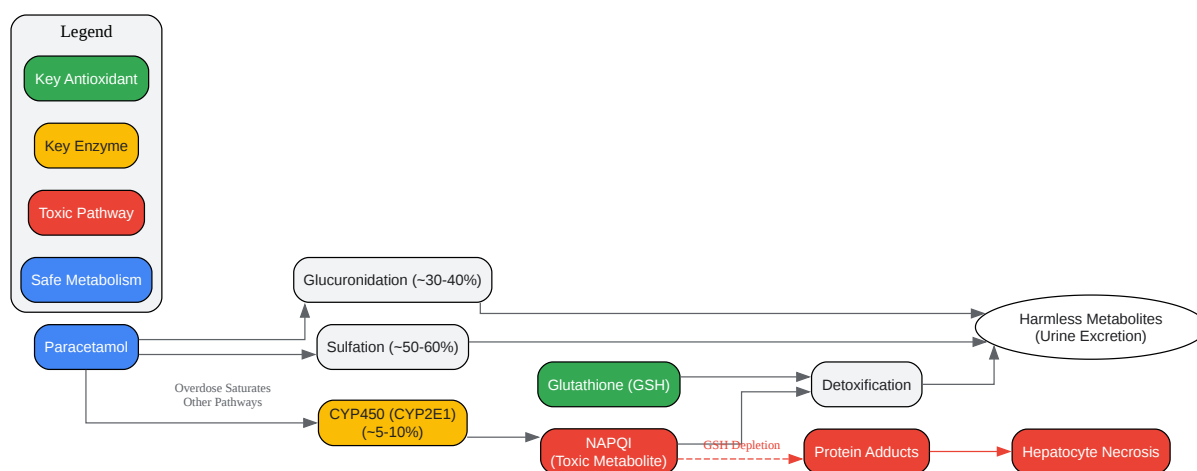 Legend
Key Antioxidant
Key Enzyme
Toxic Pathway
Safe Metabolism
Glucuronidation (~30-40%)
Paracetamol
Sulfation (~50-60%)
Harmless Metabolites
(Urine Excretion)
Overdose Saturates
Other Pathways
Glutathione (GSH)
Detoxification
CYP450 (CYP2E1)
(~5-10%)
NAPQI
(Toxic Metabolite)
GSH Depletion
Protein Adducts
Hepatocyte Necrosis